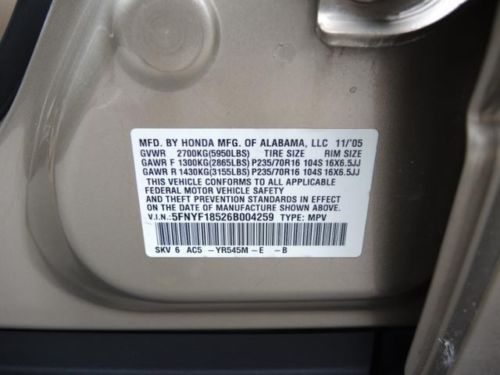 MFD. BY HONDA MFG. OF ALABAMA, LLC 11/'05
GVWR 2700KG(5950LBS) TIRE SIZE RIM SIZE
GAWR F 1300KG(2865LBS) P235/70R16 104S 16X6.5JJ
GAWR R 1430KG(3155LBS) P235/70R16 104S 16X6.5JJ
THIS VEHICLE CONFORMS TO ALL APPLICABLE
FEDERAL MOTOR VEHICLE SAFETY, BUMPER
AND THEFT PREVENTION STANDARDS IN EFFECT
ON THE DATE OF MANUFACTURE SHOWN ABOVE.
V.I.N.: 5FNYF18526B004259 TYPE: MPV
SKV 6 AC5 -YR545M-E -B